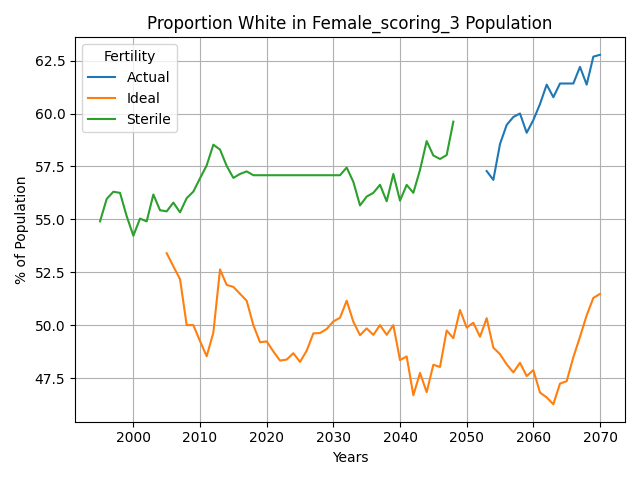 Proportion White in Female_scoring_3 Population
Fertility
Actual
Ideal
Sterile
% of Population
62.5
60.0
57.5
55.0
52.5
50.0
47.5
2000
2010
2020
2030
2040
2050
2060
2070
Years